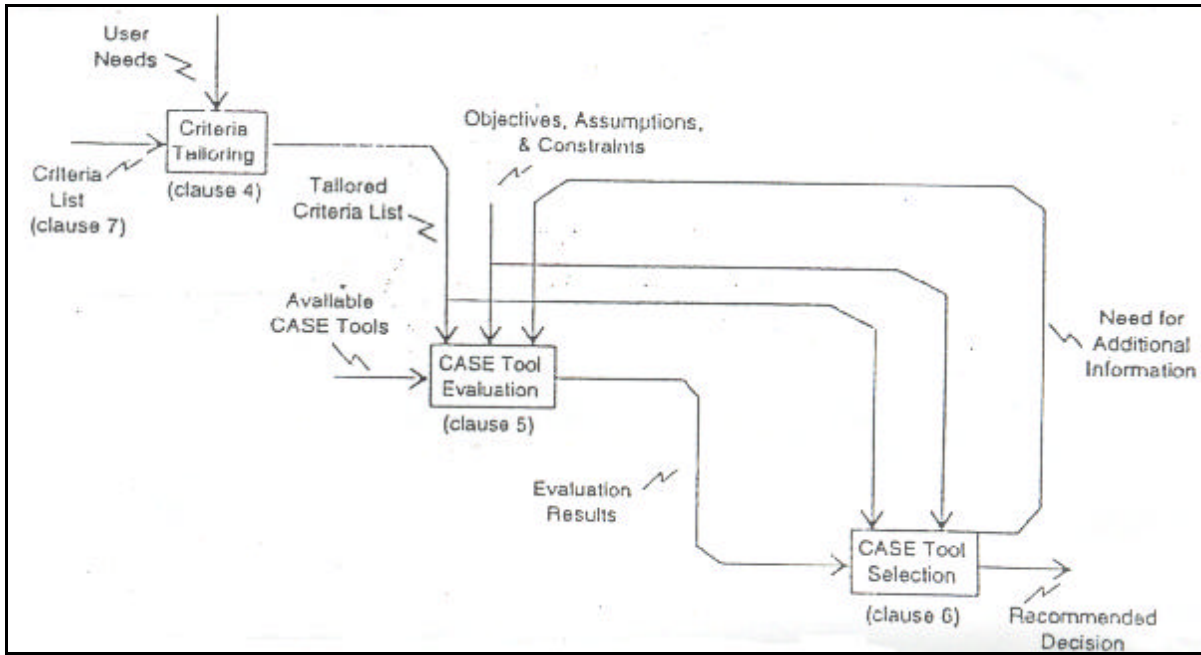 User
Needs
Criteria
Tailoring
(clause 4)
Criteria
List
(clause 7)
Objectives, Assumptions,
& Constraints
Tailored
Criteria List
Available
CASE Tools
CASE Tool
Evaluation
(clause 5)
Need for
Additional
Information
Evaluation
Results
CASE Tool
Selection
(clause 6)
Recommended
Decision